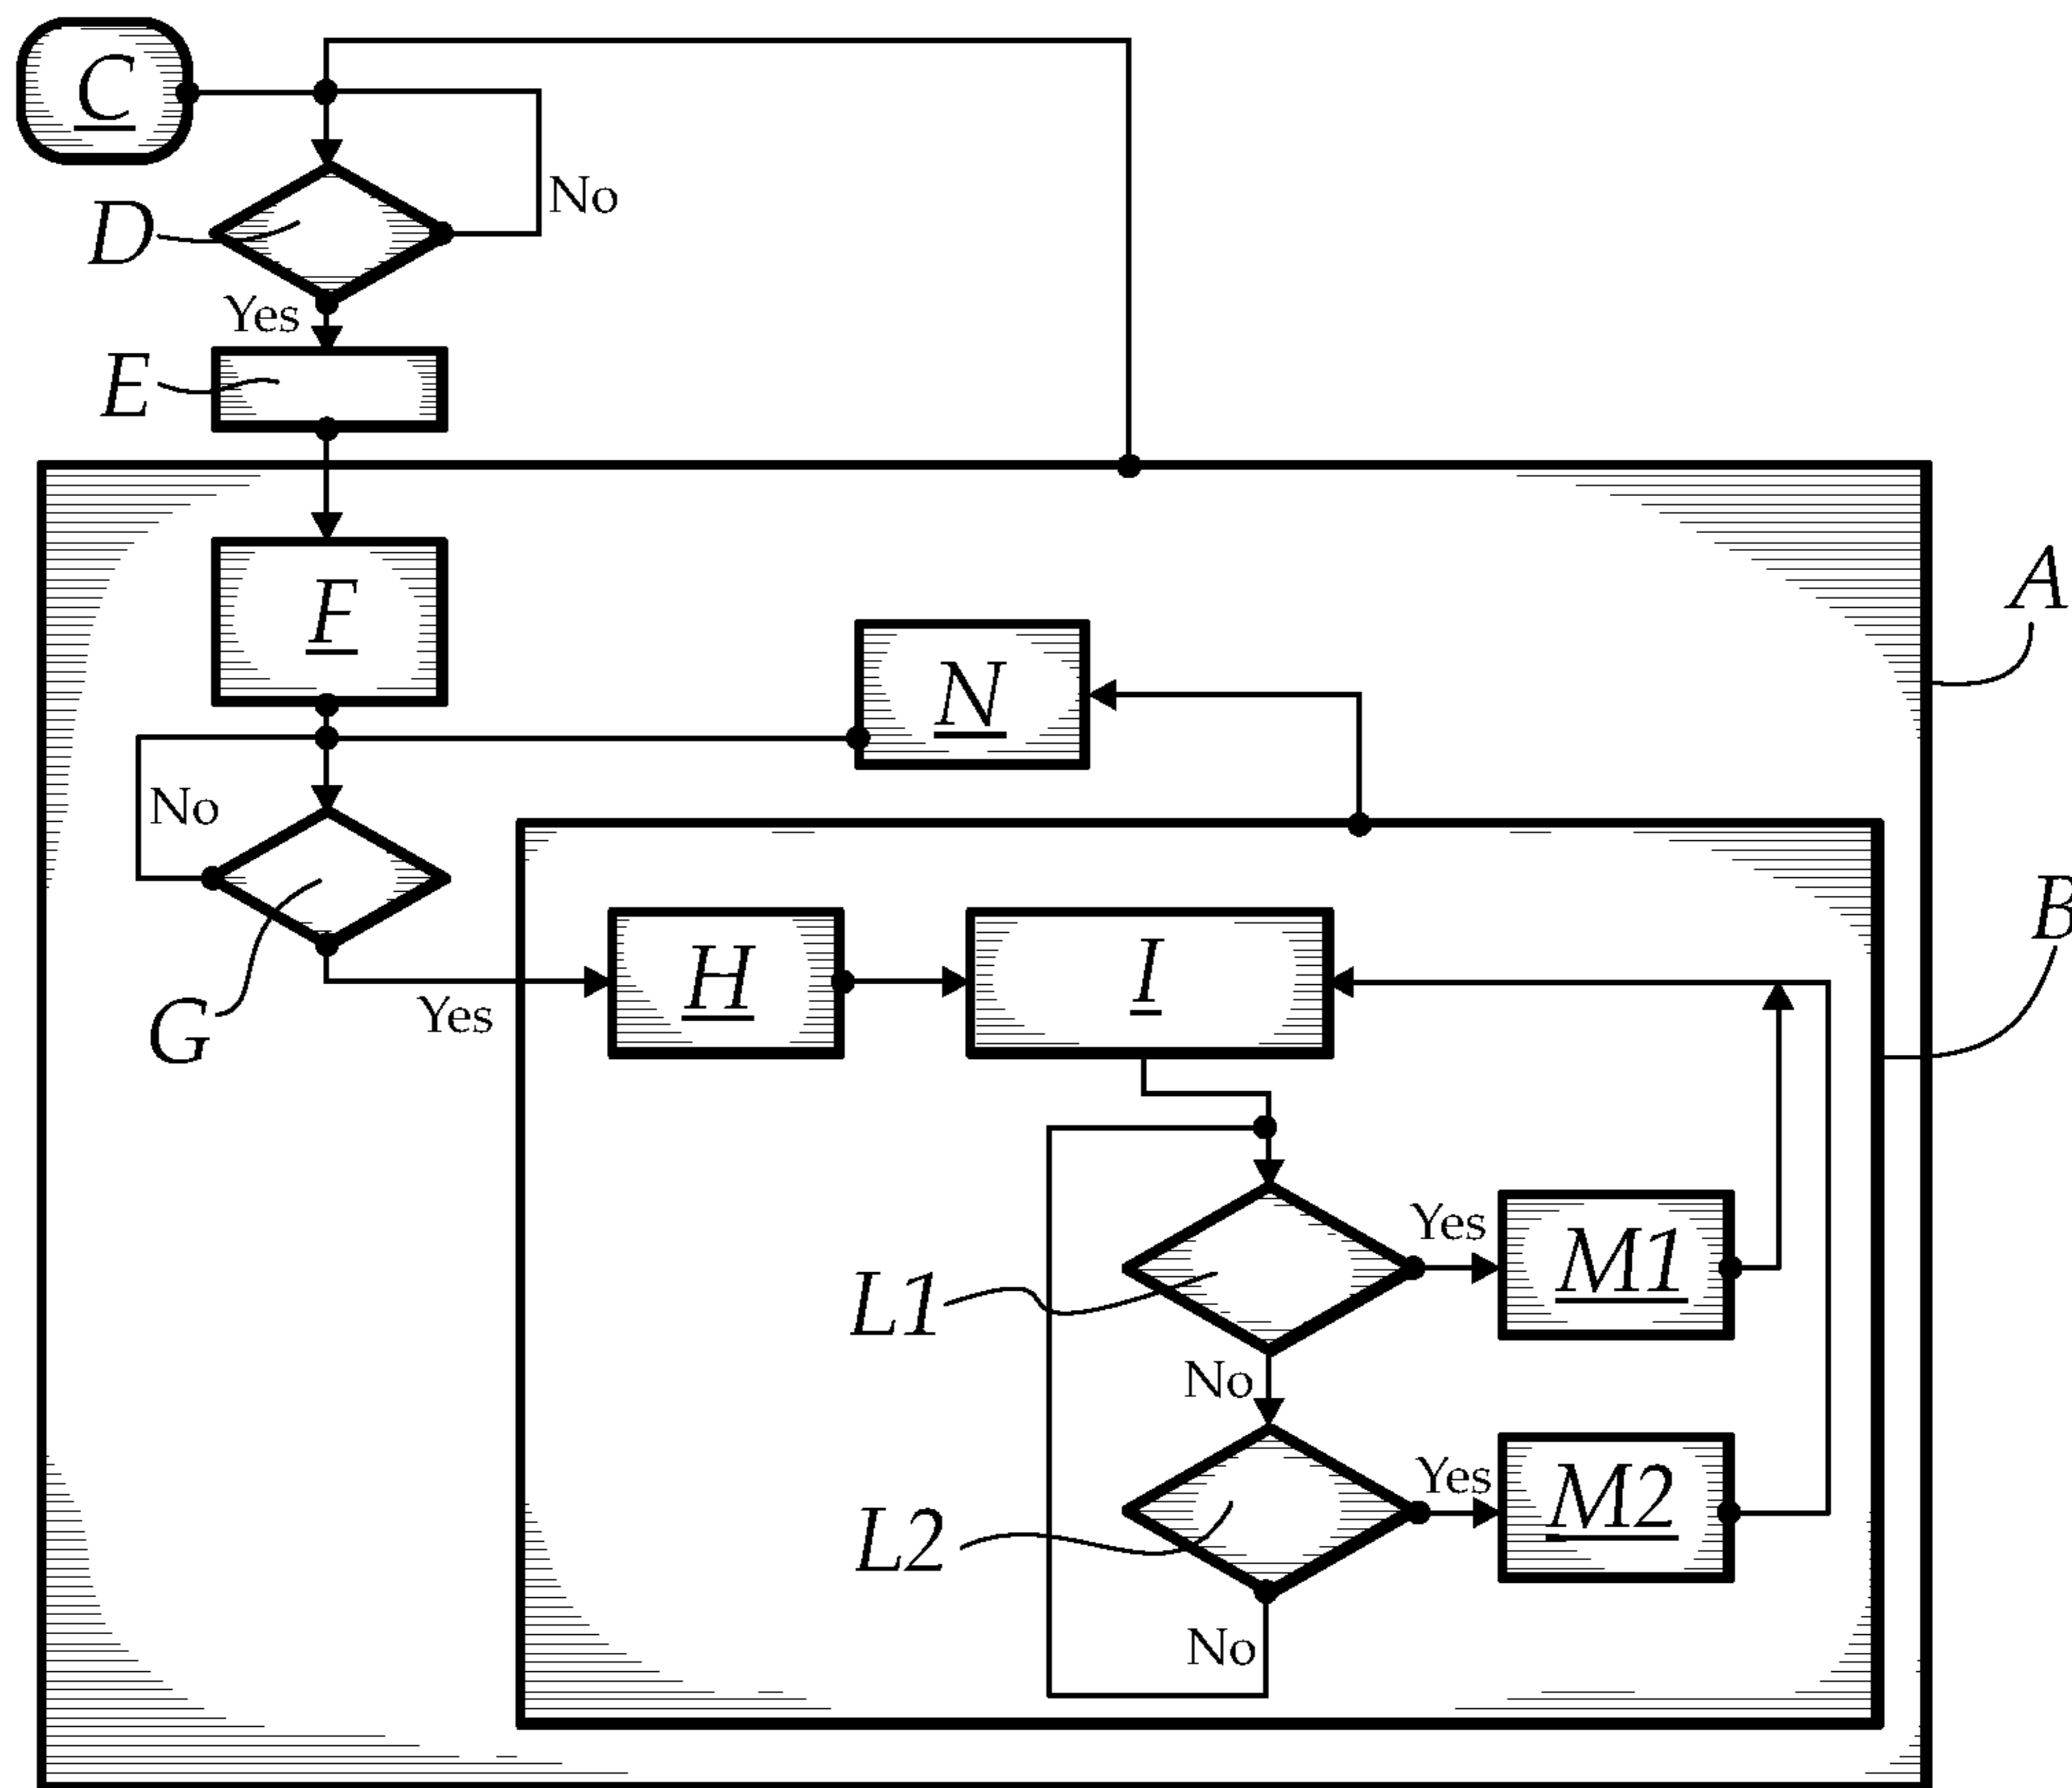 C
No
D
Yes
E
A
F
N
No
B
H
I
G
Yes
Yes
M1
L1
No
Yes
M2
L2
No